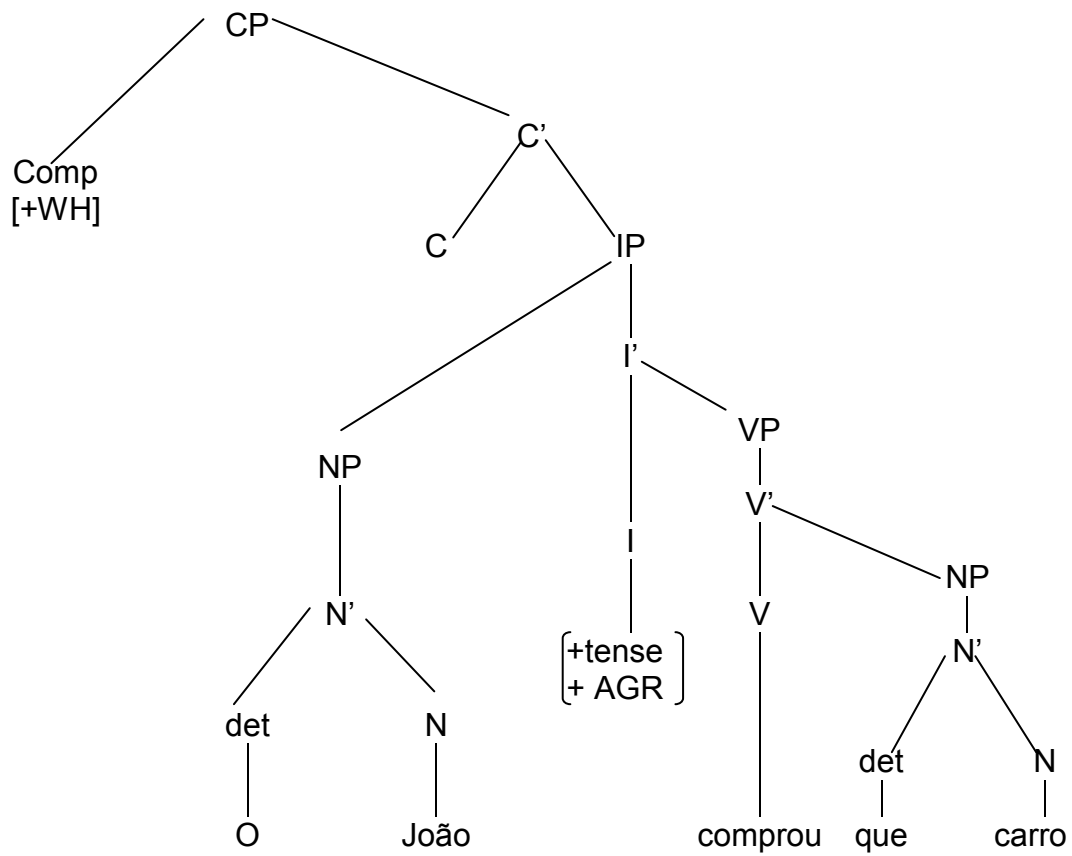 CP
C’
Comp
[+WH]
C
IP
I’
VP
NP
V’
I
NP
N’
V
+tense
N’
+ AGR
det
N
det
N
O
João
comprou
que
carro